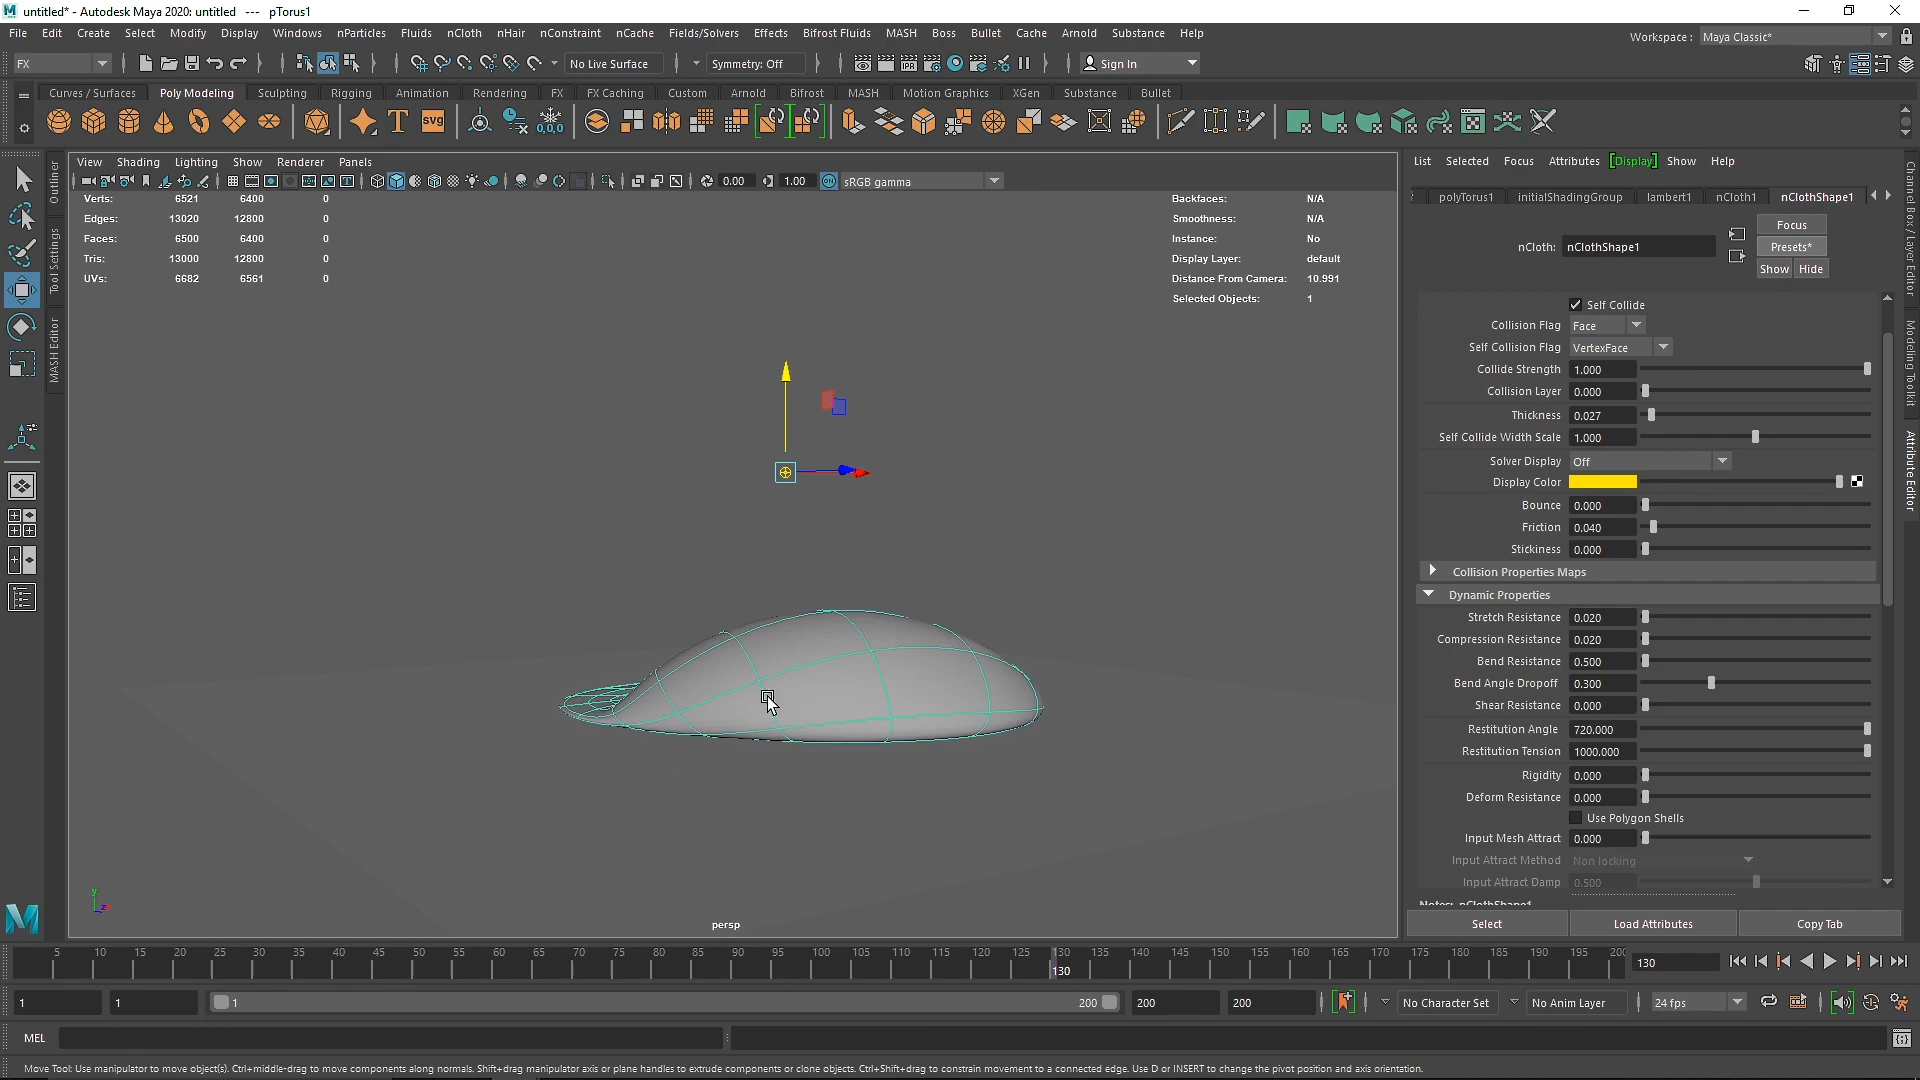 untitled* - Autodesk Maya 2020: untitled --- pTorus1
File Edit Create Select Modify Display Windows nParticles Fluids nCloth nHair nConstraint nCache Fields/Solvers Effects Bifrost Fluids MASH Boss Bullet Cache Arnold Substance Help
Workspace : Maya Classic*
FX No Live Surface Symmetry: Off Sign In
Curves / Surfaces Poly Modeling Sculpting Rigging Animation Rendering FX FX Caching Custom Arnold Bifrost MASH Motion Graphics XGen Substance Bullet
View Shading Lighting Show Renderer Panels
0.00 1.00 sRGB gamma
Outliner
Tool Settings
MASH Editor
Verts: 6521 6400 0
Edges: 13020 12800 0
Faces: 6500 6400 0
Tris: 13000 12800 0
UVs: 6682 6561 0
Backfaces: N/A
Smoothness: N/A
Instance: No
Display Layer: default
Distance From Camera: 10.991
Selected Objects: 1
persp
List Selected Focus Attributes Display Show Help
polyTorus1 initialShadingGroup lambert1 nCloth1 nClothShape1
nCloth: nClothShape1
Focus
Presets*
Show Hide
Self Collide
Collision Flag Face
Self Collision Flag VertexFace
Collide Strength 1.000
Collision Layer 0.000
Thickness 0.027
Self Collide Width Scale 1.000
Solver Display Off
Display Color
Bounce 0.000
Friction 0.040
Stickiness 0.000
Collision Properties Maps
Dynamic Properties
Stretch Resistance 0.020
Compression Resistance 0.020
Bend Resistance 0.500
Bend Angle Dropoff 0.300
Shear Resistance 0.000
Restitution Angle 720.000
Restitution Tension 1000.000
Rigidity 0.000
Deform Resistance 0.000
Use Polygon Shells
Input Mesh Attract 0.000
Input Attract Method Non locking
Input Attract Damp 0.500
Notes: nClothShape1
Select Load Attributes Copy Tab
Channel Box / Layer Editor
Modeling Toolkit
Attribute Editor
5 10 15 20 25 30 35 40 45 50 55 60 65 70 75 80 85 90 95 100 105 110 115 120 125 130 135 140 145 150 155 160 165 170 175 180 185 190 195 200
130
130
1 1 1 200 200 200 No Character Set No Anim Layer 24 fps
MEL
Move Tool: Use manipulator to move object(s). Ctrl+middle-drag to move components along normals. Shift+drag manipulator axis or plane handles to extrude components or clone objects. Ctrl+Shift+drag to constrain movement to a connected edge. Use D or INSERT to change the pivot position and axis orientation.